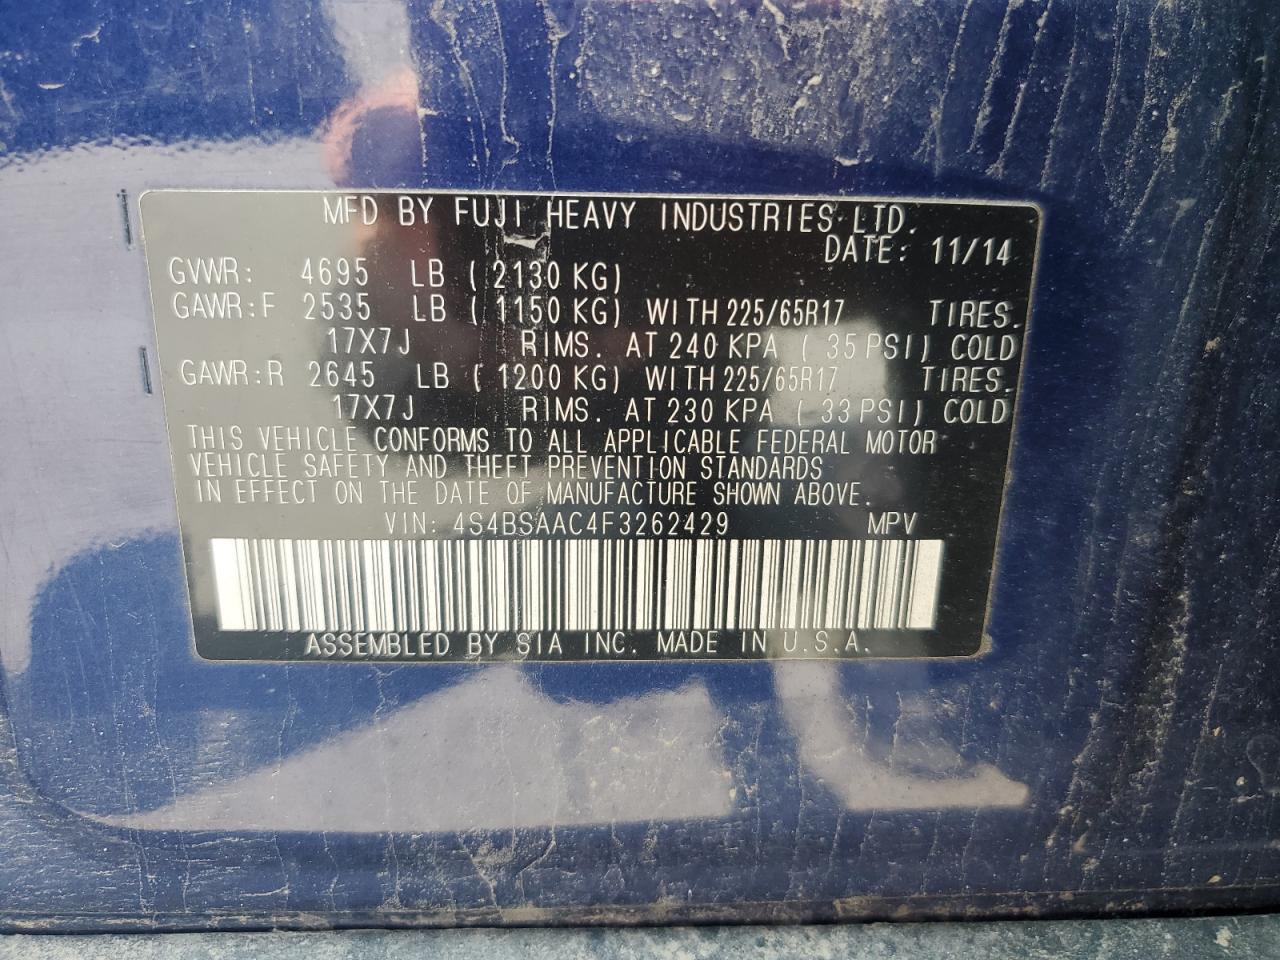 MFD BY FUJI HEAVY INDUSTRIES LTD.
DATE: 11/14
GVWR: 4695 LB ( 2130 KG)
GAWR:F 2535 LB ( 1150 KG) WITH 225/65R17 TIRES.
17X7J RIMS. AT 240 KPA ( 35 PSI) COLD
GAWR:R 2645 LB ( 1200 KG) WITH 225/65R17 TIRES.
17X7J RIMS. AT 230 KPA ( 33 PSI) COLD
THIS VEHICLE CONFORMS TO ALL APPLICABLE FEDERAL MOTOR
VEHICLE SAFETY AND THEFT PREVENTION STANDARDS
IN EFFECT ON THE DATE OF MANUFACTURE SHOWN ABOVE.
VIN: 4S4BSAAC4F3262429 MPV
ASSEMBLED BY SIA INC. MADE IN U.S.A.